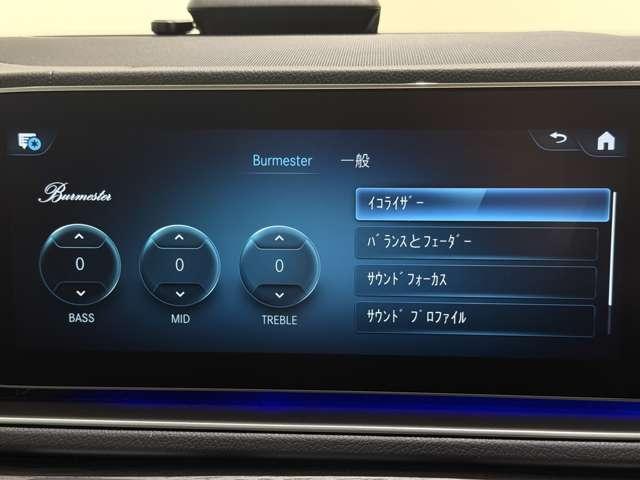 Burmester 一般
Burmester
ｲｺﾗｲｻﾞｰ
ﾊﾞﾗﾝｽとﾌｪｰﾀﾞｰ
ｻｳﾝﾄﾞﾌｫｰｶｽ
ｻｳﾝﾄﾞ ﾌﾟﾛﾌｧｲﾙ
0 0 0
BASS MID TREBLE